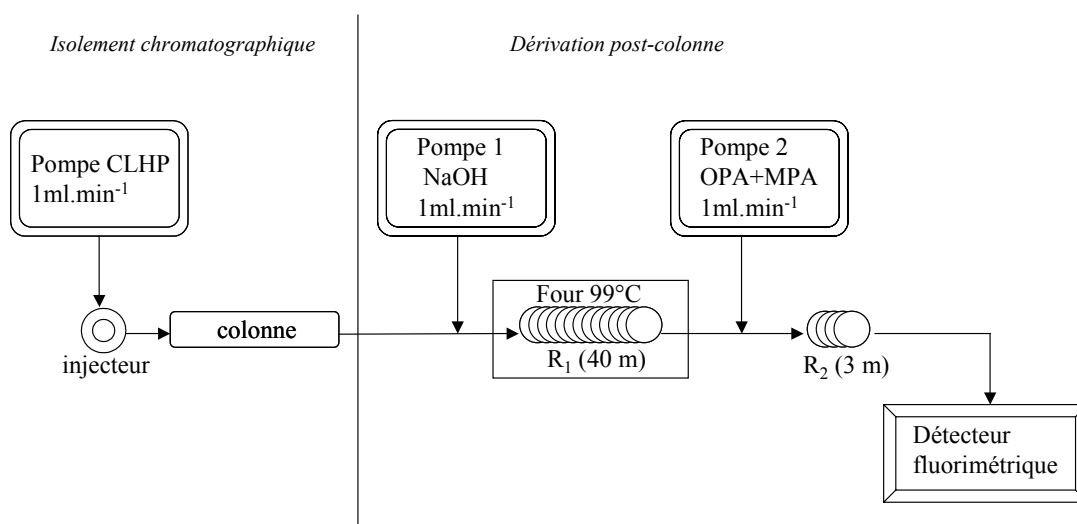 Isolement chromatographique
Dérivation post-colonne
Pompe CLHP
1ml.min⁻¹
Pompe 1
NaOH
1ml.min⁻¹
Pompe 2
OPA+MPA
1ml.min⁻¹
injecteur
colonne
Four 99°C
R₁ (40 m)
R₂ (3 m)
Détecteur
fluorimétrique